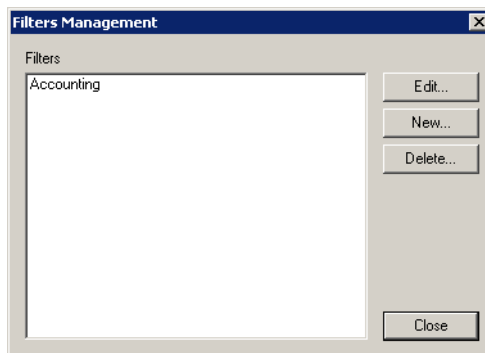 Filters Management
Filters
Accounting
Edit...
New...
Delete...
Close